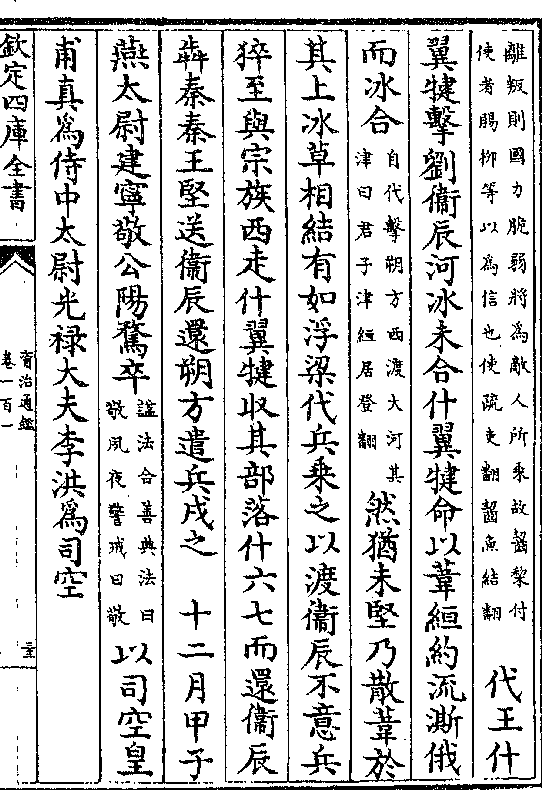 離叛則國力脆弱將為敵人所乘故齧棃付
使者賜柳等以為信也使疏吏翻齧魚結翻
代王什
翼犍擊劉衞辰河冰未合什翼犍命以葦絙約流澌俄
而冰合
自代擊朔方西渡大河其
津曰君子津絙居登翻
然猶未堅乃散葦於
其上冰草相結有如浮梁代兵乗之以渡衞辰不意兵
猝至與宗族西走什翼犍收其部落什六七而還衞辰
犇秦秦王堅送衞辰還朔方遣兵戍之 十二月甲子
燕太尉建寧敬公陽騖卒
諡法合善典法曰
敬夙夜警戒曰敬
以司空皇
甫真為侍中太尉光禄大夫李洪為司空
欽定四庫全書
資治通鑑
卷一百一